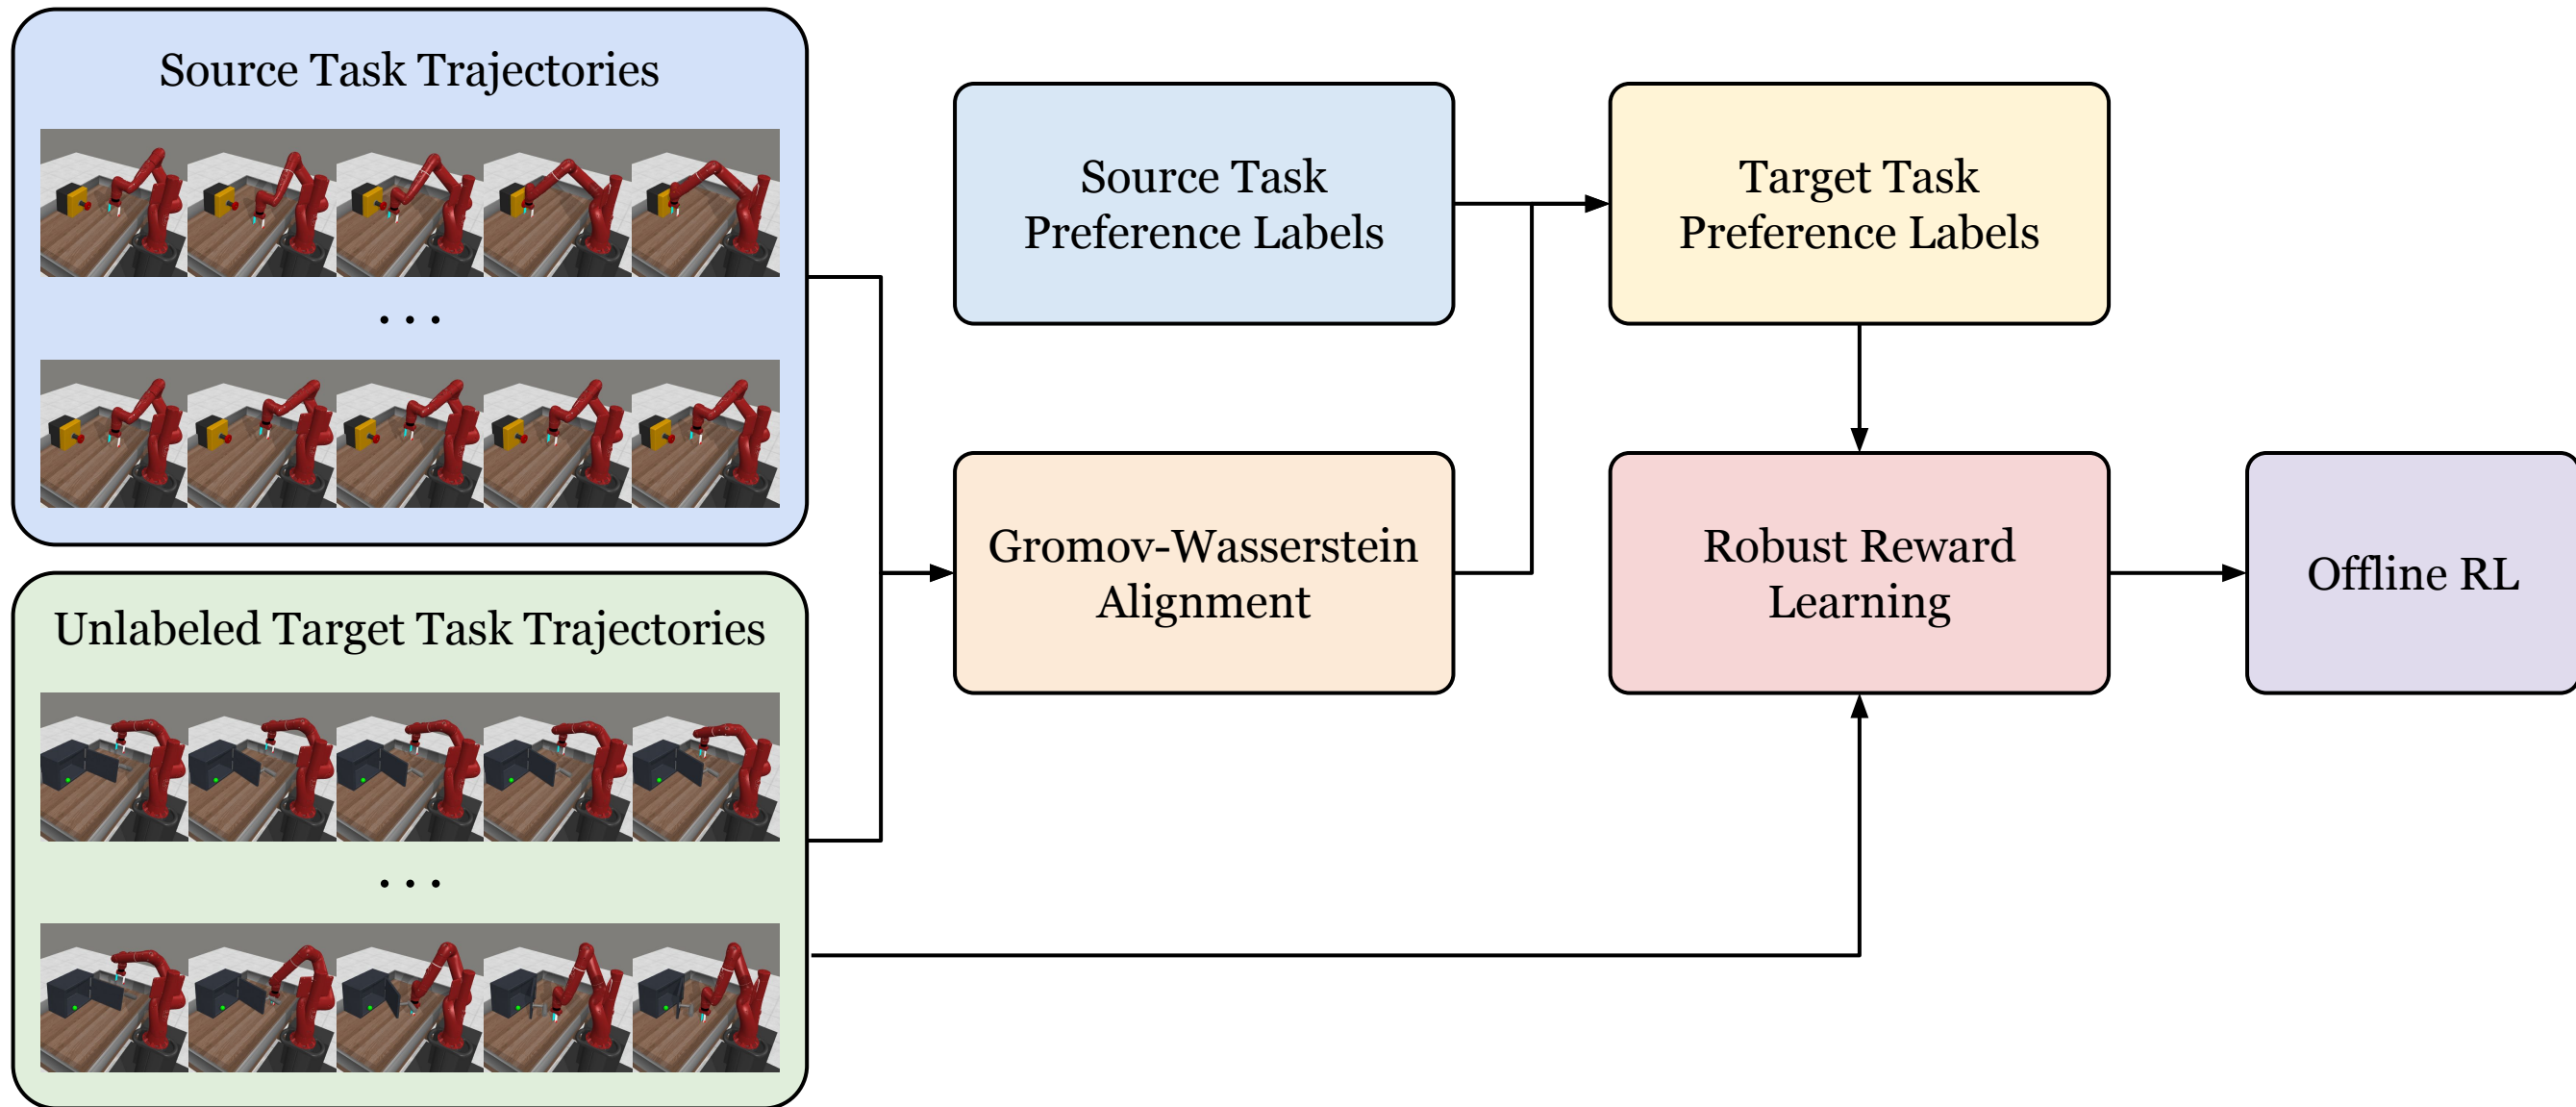 Source Task Trajectories
. . .
Unlabeled Target Task Trajectories
. . .
Source Task
Preference Labels
Gromov-Wasserstein
Alignment
Target Task
Preference Labels
Robust Reward
Learning
Offline RL